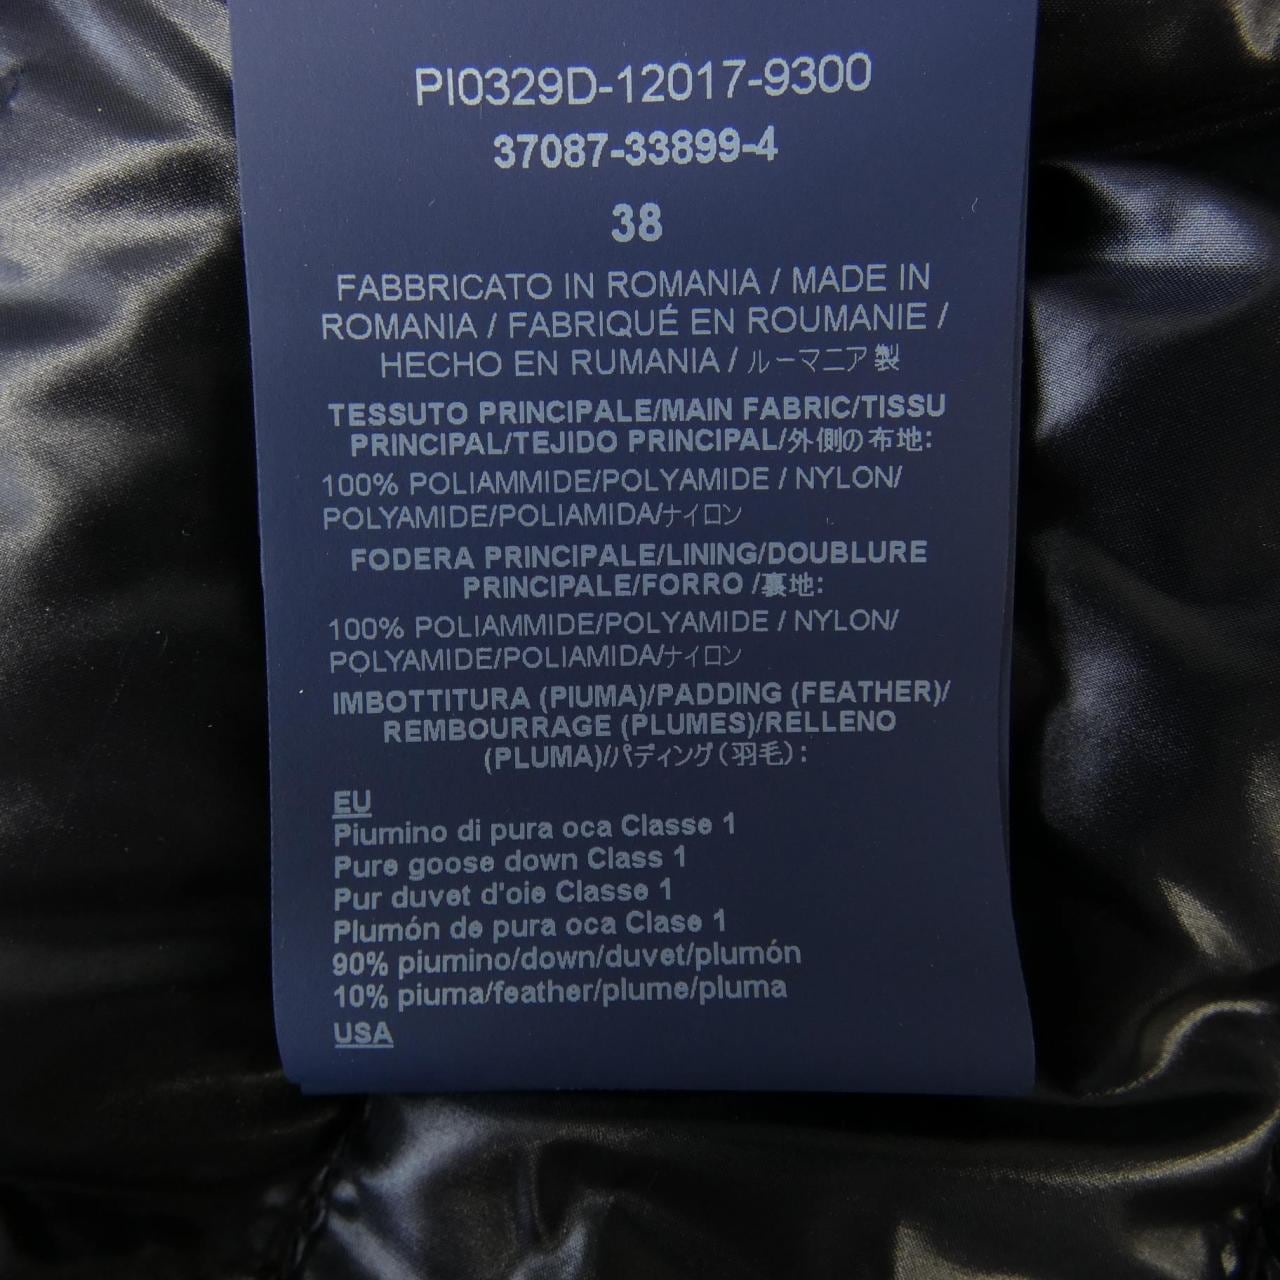 PI0329D-12017-9300
37087-33899-4
38
FABBRICATO IN ROMANIA / MADE IN
ROMANIA / FABRIQUÉ EN ROUMANIE /
HECHO EN RUMANIA / ルーマニア製
TESSUTO PRINCIPALE/MAIN FABRIC/TISSU
PRINCIPAL/TEJIDO PRINCIPAL/外側の布地:
100% POLIAMMIDE/POLYAMIDE / NYLON/
POLYAMIDE/POLIAMIDA/ナイロン
FODERA PRINCIPALE/LINING/DOUBLURE
PRINCIPALE/FORRO /裏地:
100% POLIAMMIDE/POLYAMIDE / NYLON/
POLYAMIDE/POLIAMIDA/ナイロン
IMBOTTITURA (PIUMA)/PADDING (FEATHER)/
REMBOURRAGE (PLUMES)/RELLENO
(PLUMA)/パディング(羽毛):
EU
Piumino di pura oca Classe 1
Pure goose down Class 1
Pur duvet d'oie Classe 1
Plumón de pura oca Clase 1
90% piumino/down/duvet/plumón
10% piuma/feather/plume/pluma
USA